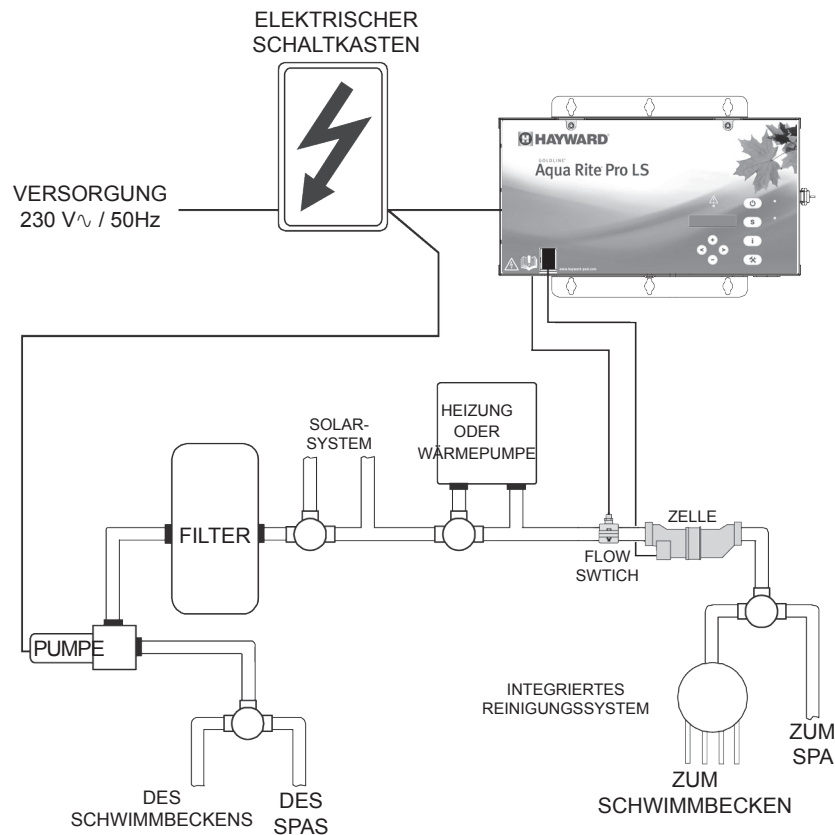 ELEKTRISCHER
SCHALTKASTEN
HAYWARD
GOLDLINE
Aqua Rite Pro LS
VERSORGUNG
230 V∿ / 50Hz
S
i
www.hayward-pool.com
SOLAR-
SYSTEM
HEIZUNG
ODER
WÄRMEPUMPE
FILTER
ZELLE
FLOW
SWTICH
PUMPE
INTEGRIERTES
REINIGUNGSSYSTEM
ZUM
SPA
ZUM
SCHWIMMBECKEN
DES
SCHWIMMBECKENS
DES
SPAS